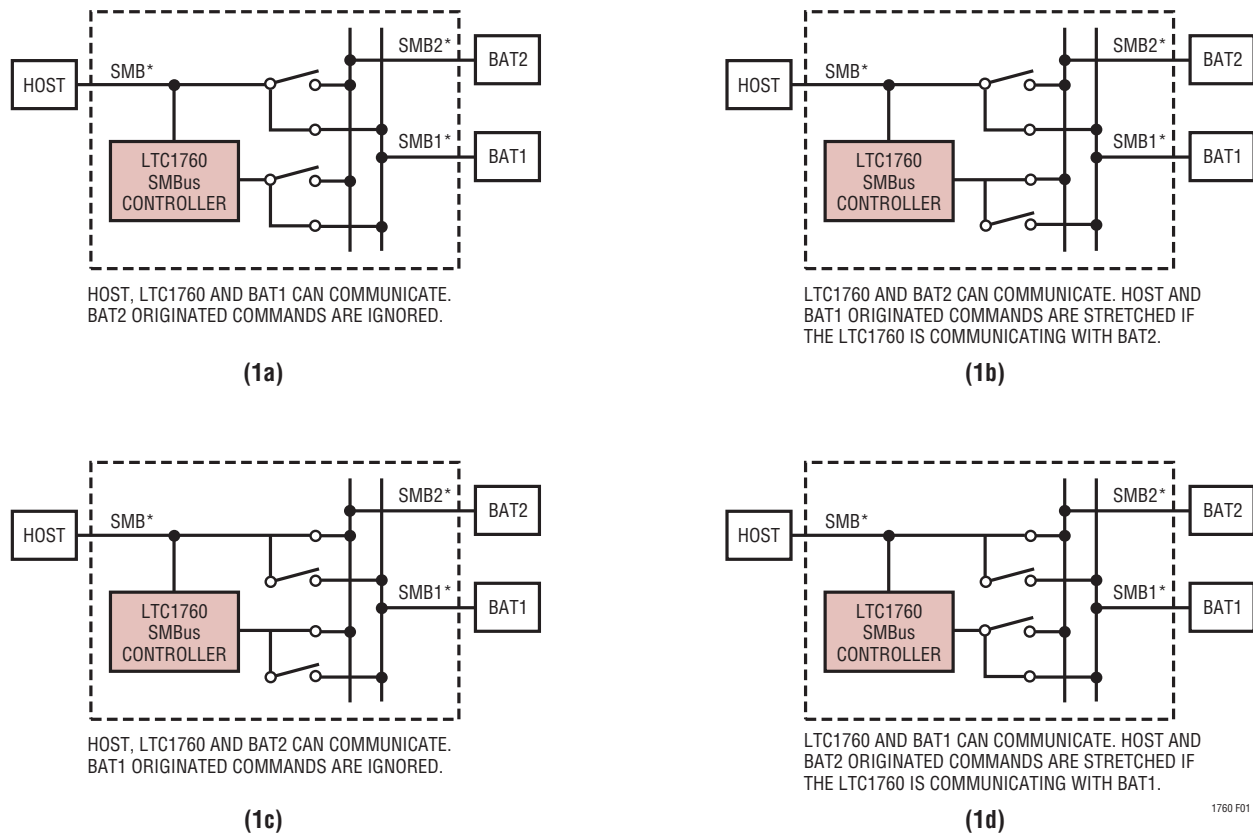 SMB2*
BAT2
HOST
SMB*
SMB1*
BAT1
LTC1760
SMBus
CONTROLLER
HOST, LTC1760 AND BAT1 CAN COMMUNICATE.
BAT2 ORIGINATED COMMANDS ARE IGNORED.
(1a)
SMB2*
BAT2
HOST
SMB*
SMB1*
BAT1
LTC1760
SMBus
CONTROLLER
LTC1760 AND BAT2 CAN COMMUNICATE. HOST AND
BAT1 ORIGINATED COMMANDS ARE STRETCHED IF
THE LTC1760 IS COMMUNICATING WITH BAT2.
(1b)
SMB2*
BAT2
HOST
SMB*
SMB1*
BAT1
LTC1760
SMBus
CONTROLLER
HOST, LTC1760 AND BAT2 CAN COMMUNICATE.
BAT1 ORIGINATED COMMANDS ARE IGNORED.
(1c)
SMB2*
BAT2
HOST
SMB*
SMB1*
BAT1
LTC1760
SMBus
CONTROLLER
LTC1760 AND BAT1 CAN COMMUNICATE. HOST AND
BAT2 ORIGINATED COMMANDS ARE STRETCHED IF
THE LTC1760 IS COMMUNICATING WITH BAT1.
(1d)
1760 F01